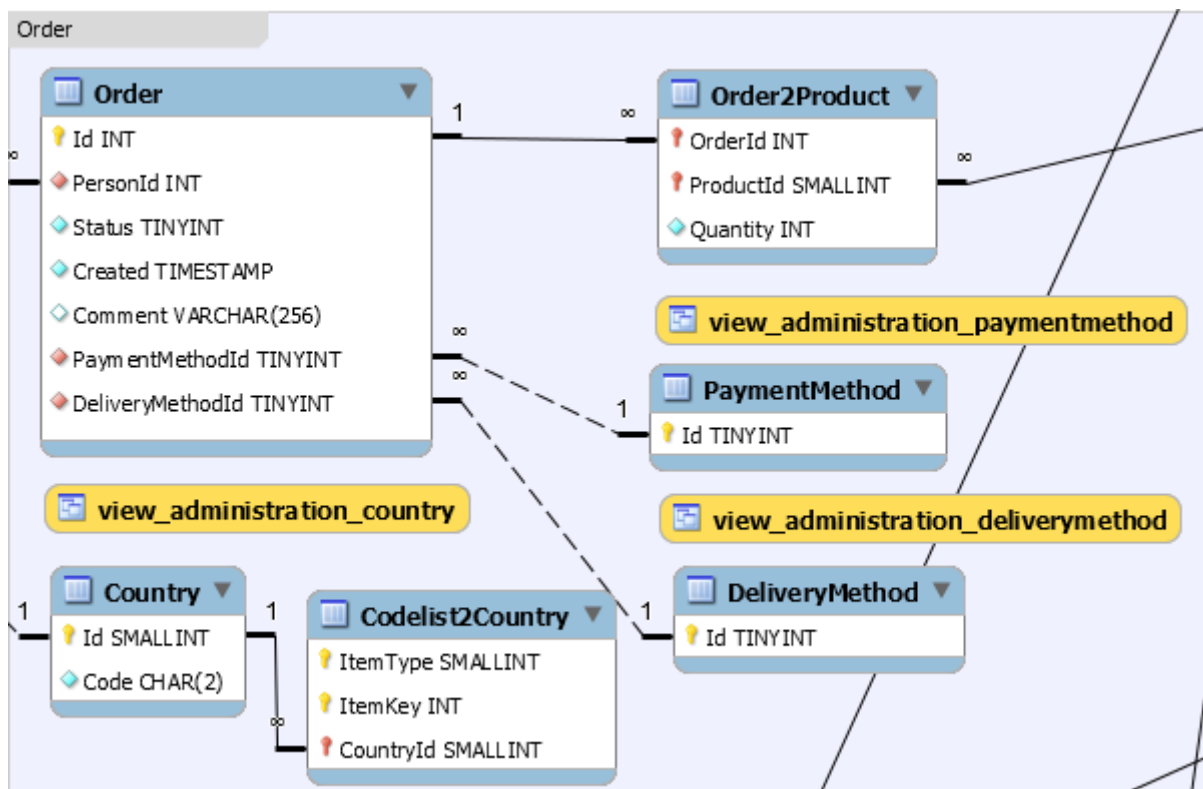 Order
Order
Id INT
PersonId INT
Status TINYINT
Created TIMESTAMP
Comment VARCHAR(256)
PaymentMethodId TINYINT
DeliveryMethodId TINYINT
∞
1
∞
∞
∞
∞
Order2Product
OrderId INT
ProductId SMALLINT
Quantity INT
view_administration_paymentmethod
PaymentMethod
1
Id TINYINT
view_administration_country
view_administration_deliverymethod
1
Country
Id SMALLINT
Code CHAR(2)
1
∞
Codelist2Country
ItemType SMALLINT
ItemKey INT
CountryId SMALLINT
1
DeliveryMethod
Id TINYINT